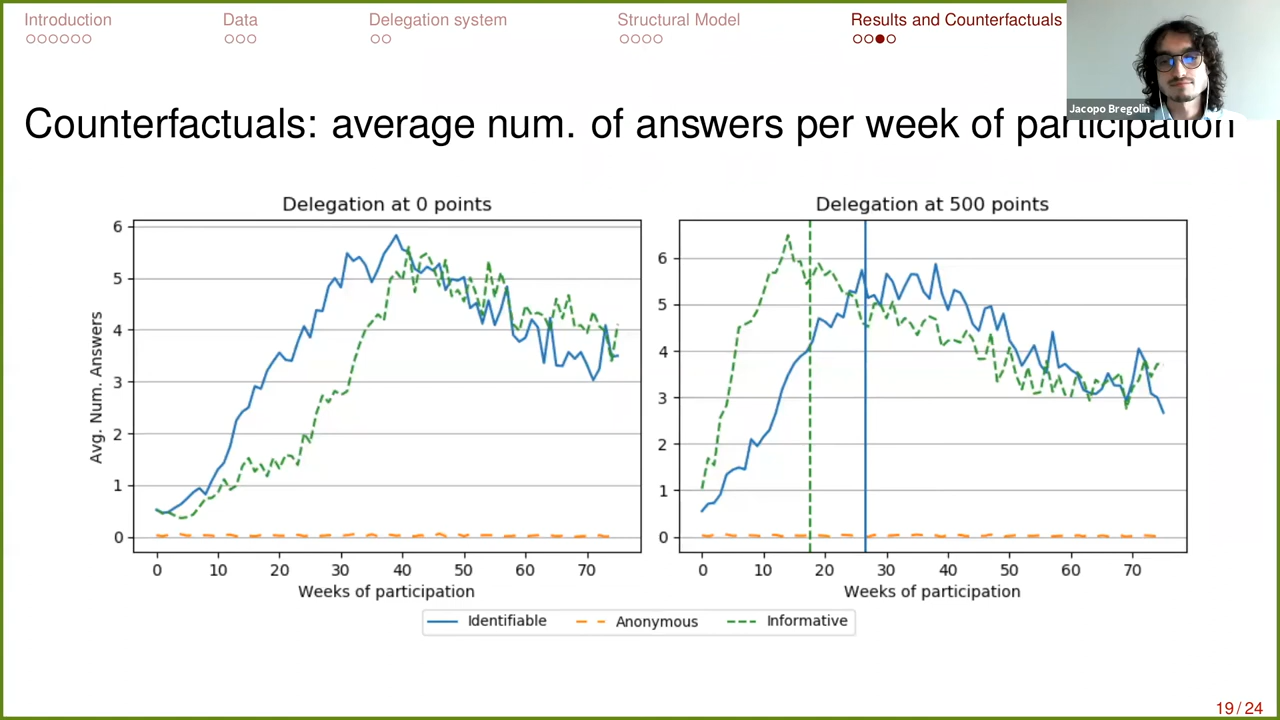 Introduction
Data
Delegation system
Structural Model
Results and Counterfactuals
Jacopo Bregolin
Counterfactuals: average num. of answers per week of participation
Delegation at 0 points
Avg. Num. Answers
6
5
4
3
2
1
0
0 10 20 30 40 50 60 70
Weeks of participation
Delegation at 500 points
6
5
4
3
2
1
0
0 10 20 30 40 50 60 70
Weeks of participation
Identifiable Anonymous Informative
19 / 24